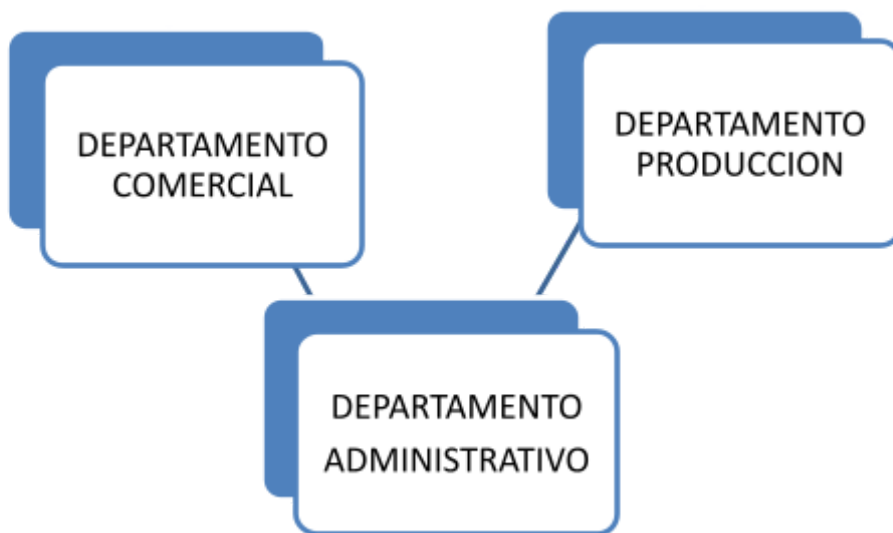 DEPARTAMENTO
COMERCIAL
DEPARTAMENTO
PRODUCCION
DEPARTAMENTO
ADMINISTRATIVO